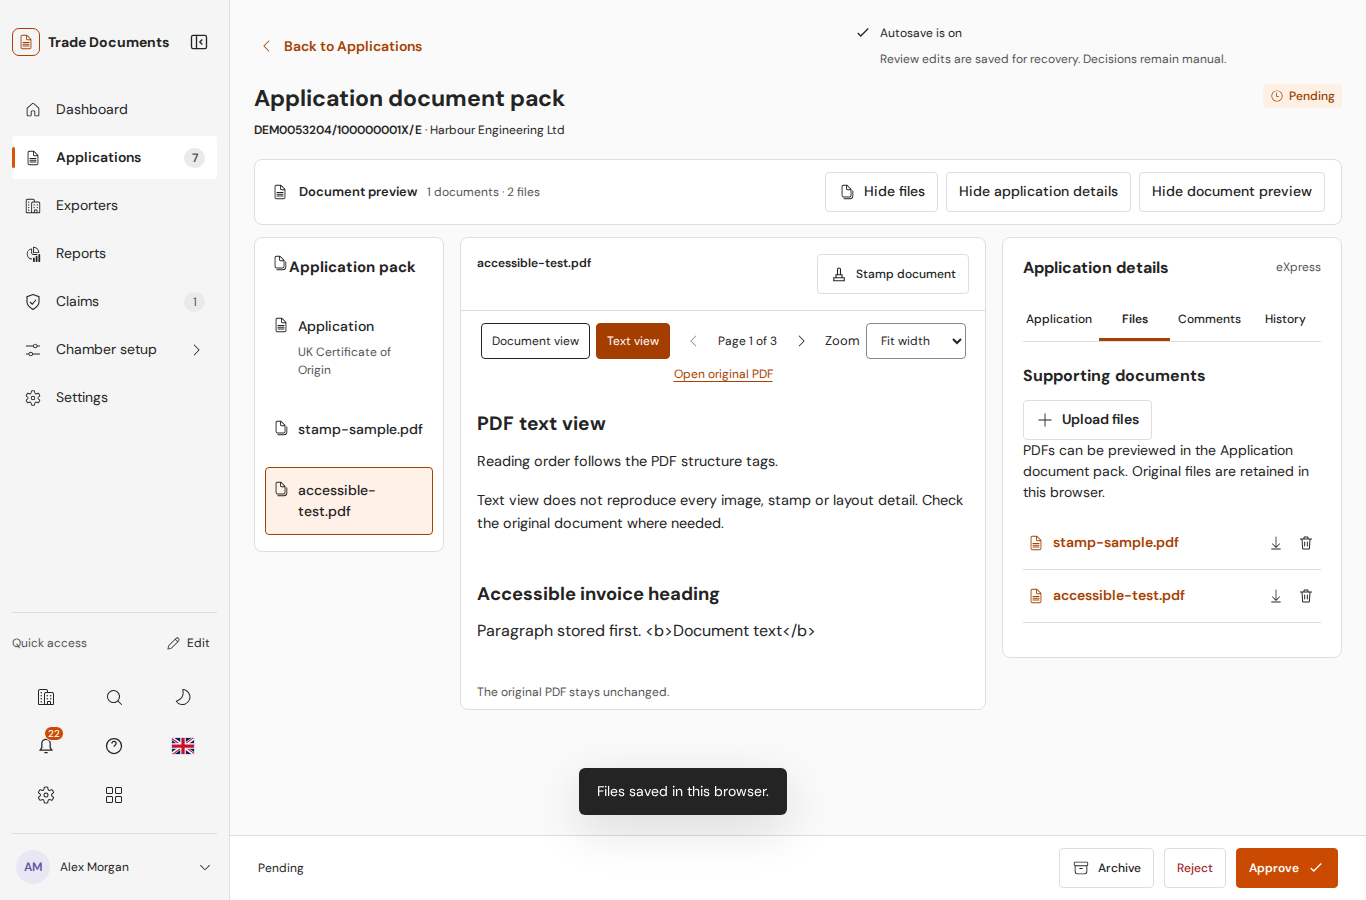 Trade Documents
Dashboard
Applications 7
Exporters
Reports
Claims 1
Chamber setup
Settings
Quick access Edit
22
AM Alex Morgan
Back to Applications
Autosave is on
Review edits are saved for recovery. Decisions remain manual.
Application document pack
Pending
DEM0053204/100000001X/E · Harbour Engineering Ltd
Document preview 1 documents · 2 files
Hide files
Hide application details
Hide document preview
Application pack
Application
UK Certificate of
Origin
stamp-sample.pdf
accessible-
test.pdf
accessible-test.pdf
Stamp document
Document view
Text view
Page 1 of 3
Zoom
Fit width
Open original PDF
PDF text view
Reading order follows the PDF structure tags.
Text view does not reproduce every image, stamp or layout detail. Check
the original document where needed.
Accessible invoice heading
Paragraph stored first. <b>Document text</b>
The original PDF stays unchanged.
Application details
eXpress
Application
Files
Comments
History
Supporting documents
Upload files
PDFs can be previewed in the Application
document pack. Original files are retained in
this browser.
stamp-sample.pdf
accessible-test.pdf
Files saved in this browser.
Pending
Archive
Reject
Approve